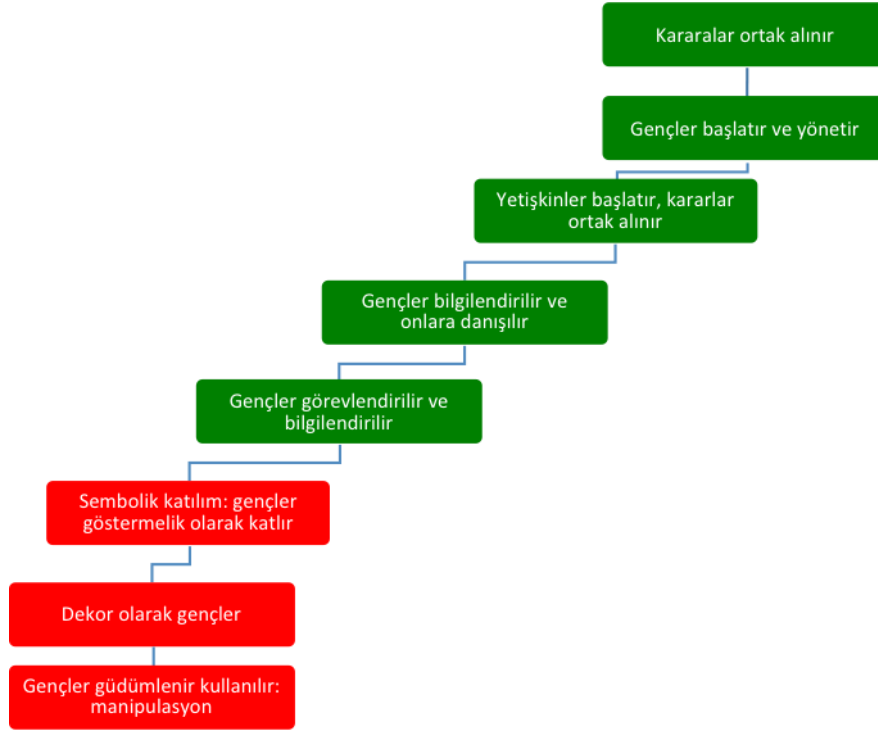 Kararalar ortak alınır
Gençler başlatır ve yönetir
Yetişkinler başlatır, kararlar
ortak alınır
Gençler bilgilendirilir ve
onlara danışılır
Gençler görevlendirilir ve
bilgilendirilir
Sembolik katılım: gençler
göstermelik olarak katlır
Dekor olarak gençler
Gençler güdümlenir kullanılır:
manipulasyon